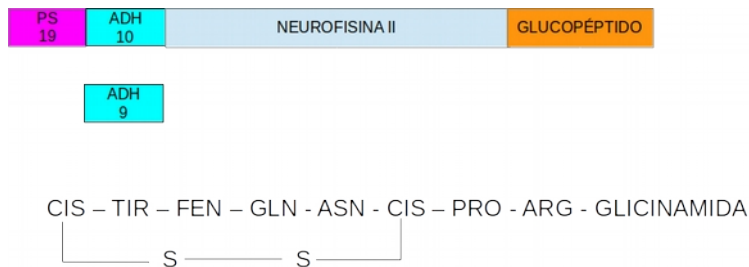 PS
19
ADH
10
NEUROFISINA II
GLUCOPÉPTIDO
ADH
9
CIS – TIR – FEN – GLN - ASN - CIS – PRO - ARG - GLICINAMIDA
S S